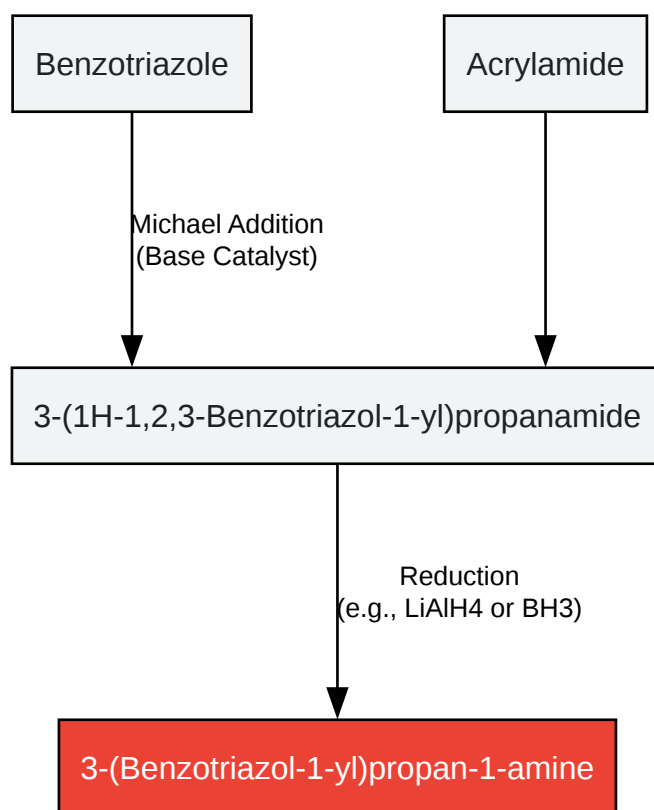 Benzotriazole
Acrylamide
Michael Addition
(Base Catalyst)
3-(1H-1,2,3-Benzotriazol-1-yl)propanamide
Reduction
(e.g., LiAlH4 or BH3)
3-(Benzotriazol-1-yl)propan-1-amine